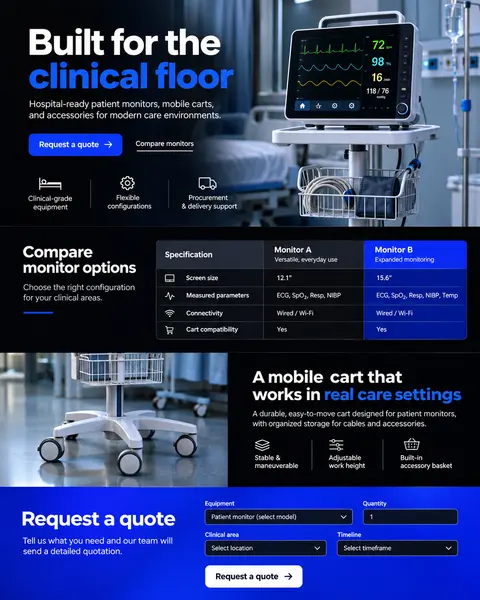 Built for the
clinical floor
Hospital-ready patient monitors, mobile carts,
and accessories for modern care environments.
Request a quote →
Compare monitors
Clinical-grade
equipment
Flexible
configurations
Procurement
& delivery support
72
98
16
118 / 76
Compare
monitor options
Choose the right configuration
for your clinical areas.
Specification
Monitor A
Versatile, everyday use
Monitor B
Expanded monitoring
Screen size
12.1"
15.6"
Measured parameters
ECG, SpO₂, Resp, NIBP
ECG, SpO₂, Resp, NIBP, Temp
Connectivity
Wired / Wi-Fi
Wired / Wi-Fi
Cart compatibility
Yes
Yes
A mobile cart that
works in real care settings
A durable, easy-to-move cart designed for patient monitors,
with organized storage for cables and accessories.
Stable &
maneuverable
Adjustable
work height
Built-in
accessory basket
Request a quote
Tell us what you need and our team will
send a detailed quotation.
Equipment
Patient monitor (select model)
Quantity
1
Clinical area
Select location
Timeline
Select timeframe
Request a quote →